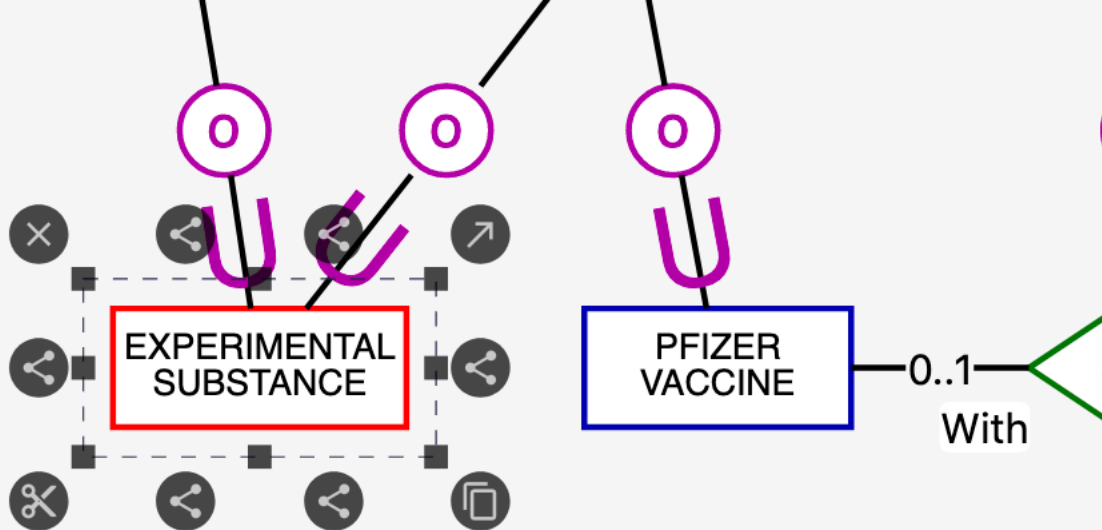 O O O
EXPERIMENTAL
SUBSTANCE
PFIZER
VACCINE
0..1
With